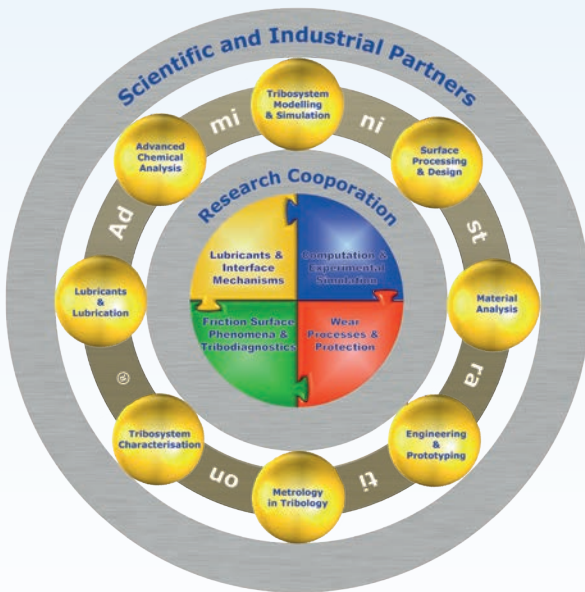 Scientific and Industrial Partners
Tribosystem
Modelling
& Simulation
Surface
Processing
& Design
Material
Analysis
Engineering
&
Prototyping
Metrology
in Tribology
Tribosystem
Characterisation
Lubricants
&
Lubrication
Advanced
Chemical
Analysis
Ad
mi
ni
st
ra
ti
on
®
Research Cooporation
Lubricants &
Interface
Mechanisms
Computation &
Experimental
Simulation
Friction Surface
Phenomena &
Tribodiagnostics
Wear
Processes &
Protection